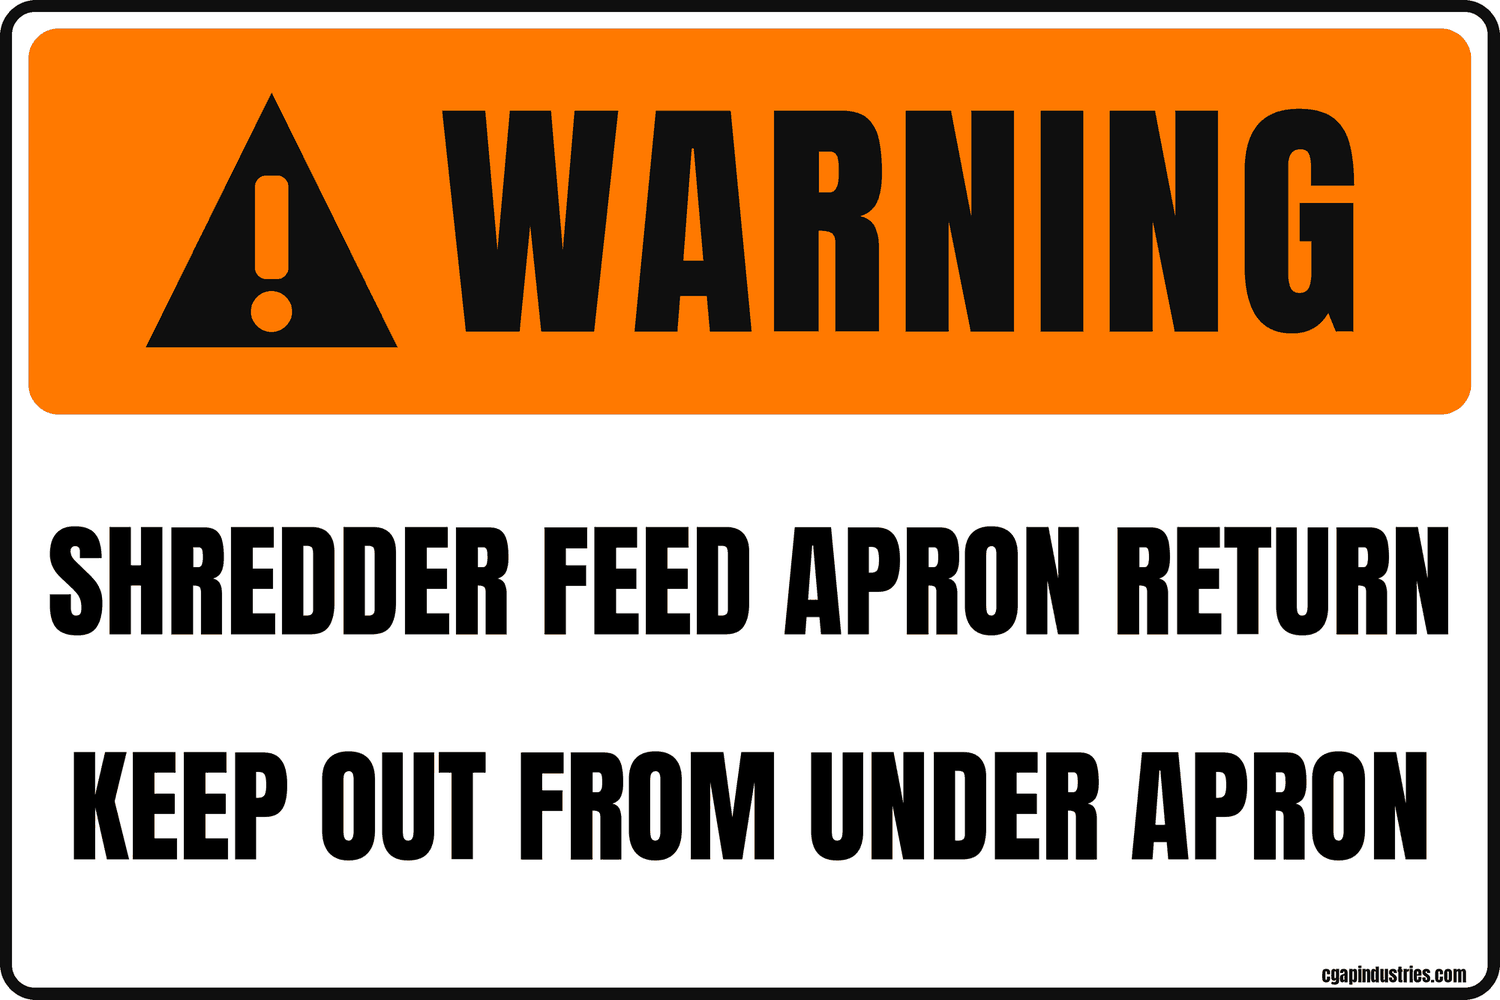 WARNING
SHREDDER FEED APRON RETURN
KEEP OUT FROM UNDER APRON
cgapindustries.com